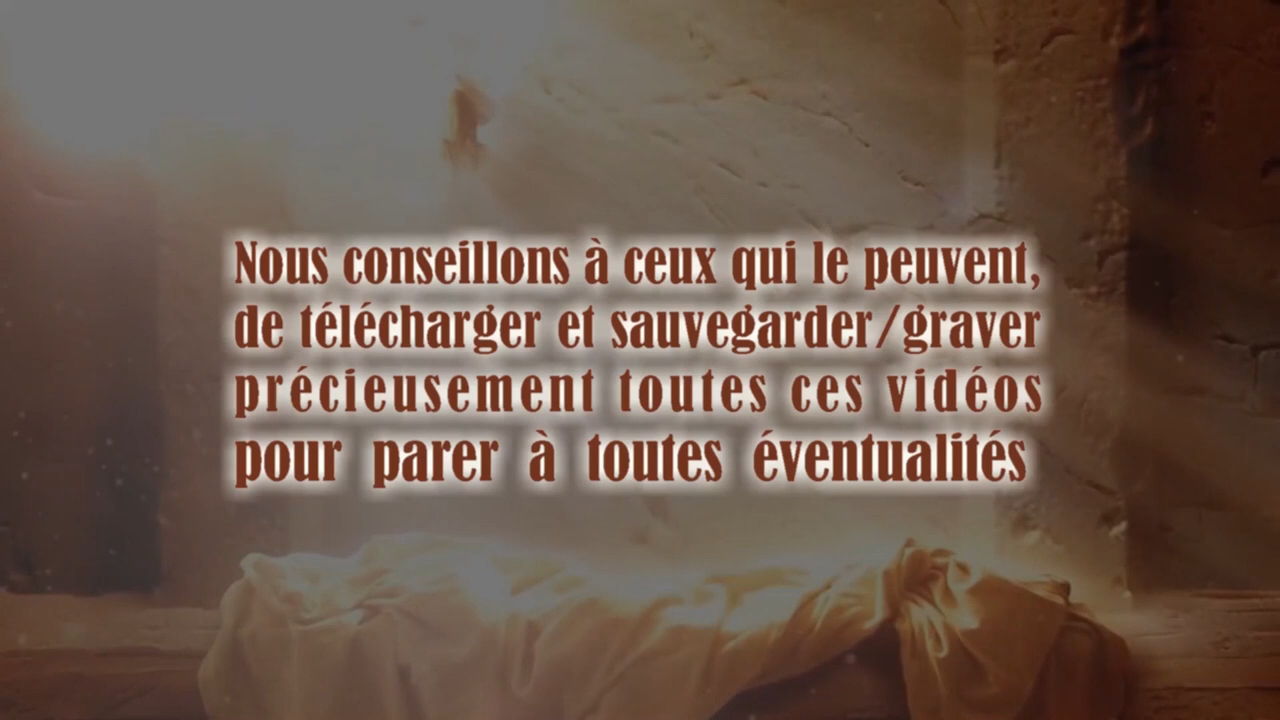 Nous conseillons à ceux qui le peuvent,
de télécharger et sauvegarder/graver
précieusement toutes ces vidéos
pour parer à toutes éventualités